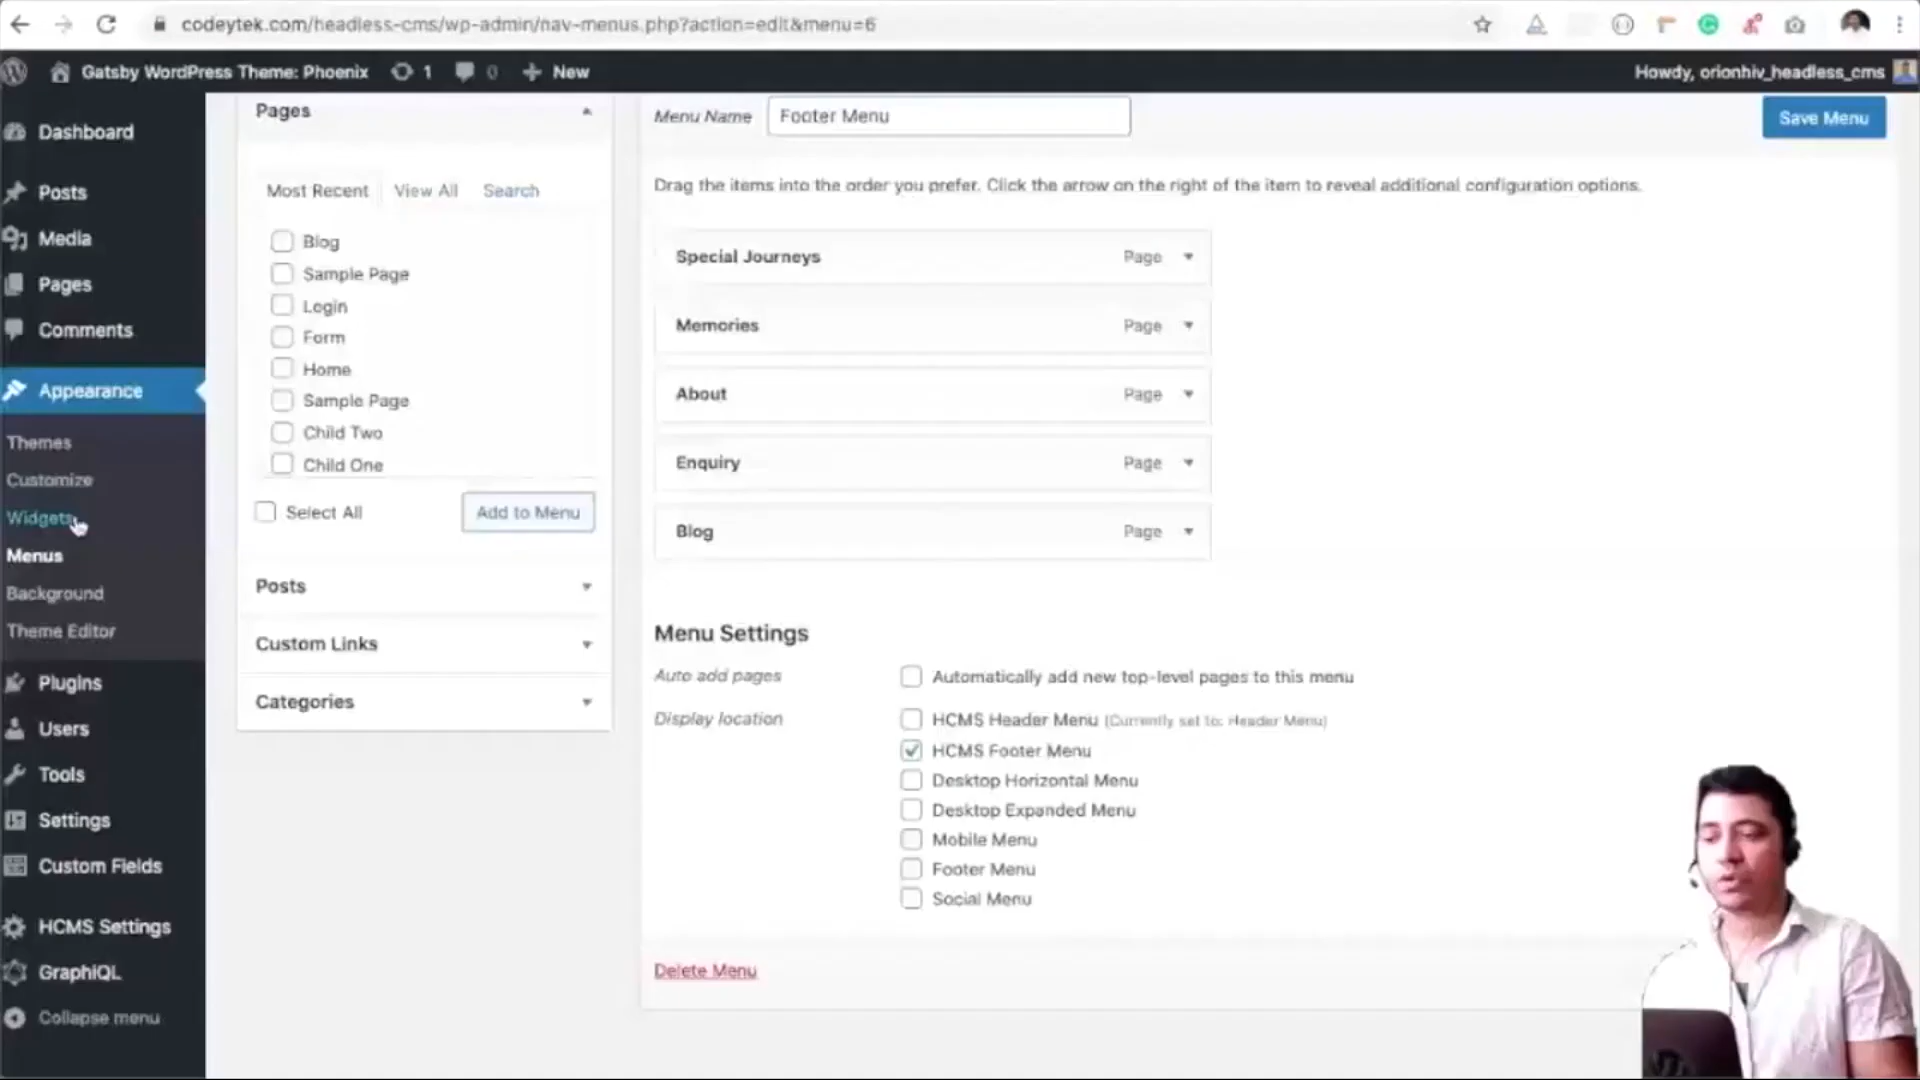 codeytek.com/headless-cms/wp-admin/nav-menus.php?action=edit&menu=6
Gatsby WordPress Theme: Phoenix 1 0 New Howdy, orionhiv_headless_cms
Dashboard
Posts
Media
Pages
Comments
Appearance
Themes
Customize
Widgets
Menus
Background
Theme Editor
Plugins
Users
Tools
Settings
Custom Fields
HCMS Settings
GraphiQL
Collapse menu
Pages
Most Recent View All Search
Blog
Sample Page
Login
Form
Home
Sample Page
Child Two
Child One
Select All Add to Menu
Posts
Custom Links
Categories
Menu Name Footer Menu Save Menu
Drag the items into the order you prefer. Click the arrow on the right of the item to reveal additional configuration options.
Special Journeys Page
Memories Page
About Page
Enquiry Page
Blog Page
Menu Settings
Auto add pages Automatically add new top-level pages to this menu
Display location HCMS Header Menu (Currently set to: Header Menu)
HCMS Footer Menu
Desktop Horizontal Menu
Desktop Expanded Menu
Mobile Menu
Footer Menu
Social Menu
Delete Menu